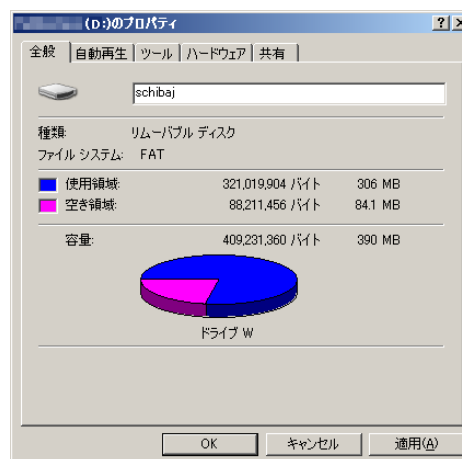 (D:)のプロパティ
全般 自動再生 ツール ハードウェア 共有
schibaj
種類: リムーバブル ディスク
ファイル システム: FAT
使用領域: 321,019,904 バイト 306 MB
空き領域: 88,211,456 バイト 84.1 MB
容量: 409,231,360 バイト 390 MB
ドライブ W
OK キャンセル 適用(A)